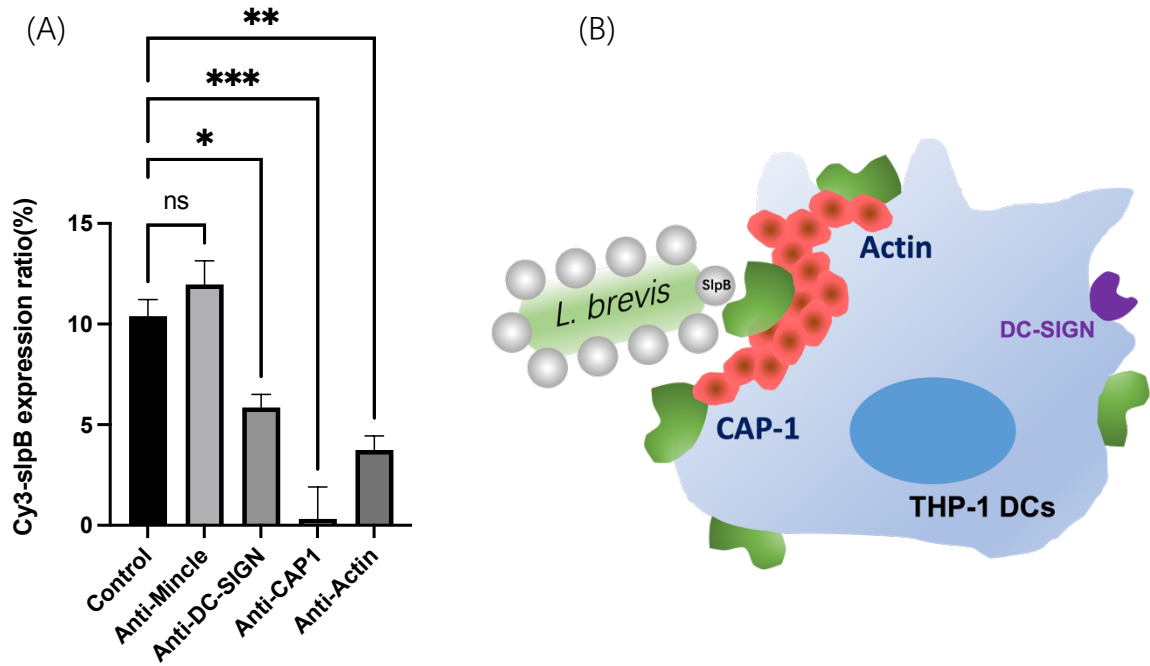 (A)
(B)
**
***
*
ns
Cy3-slpB expression ratio(%)
15
10
5
0
Control
Anti-Mincle
Anti-DC-SIGN
Anti-CAP1
Anti-Actin
Actin
L. brevis
SlpB
DC-SIGN
CAP-1
THP-1 DCs